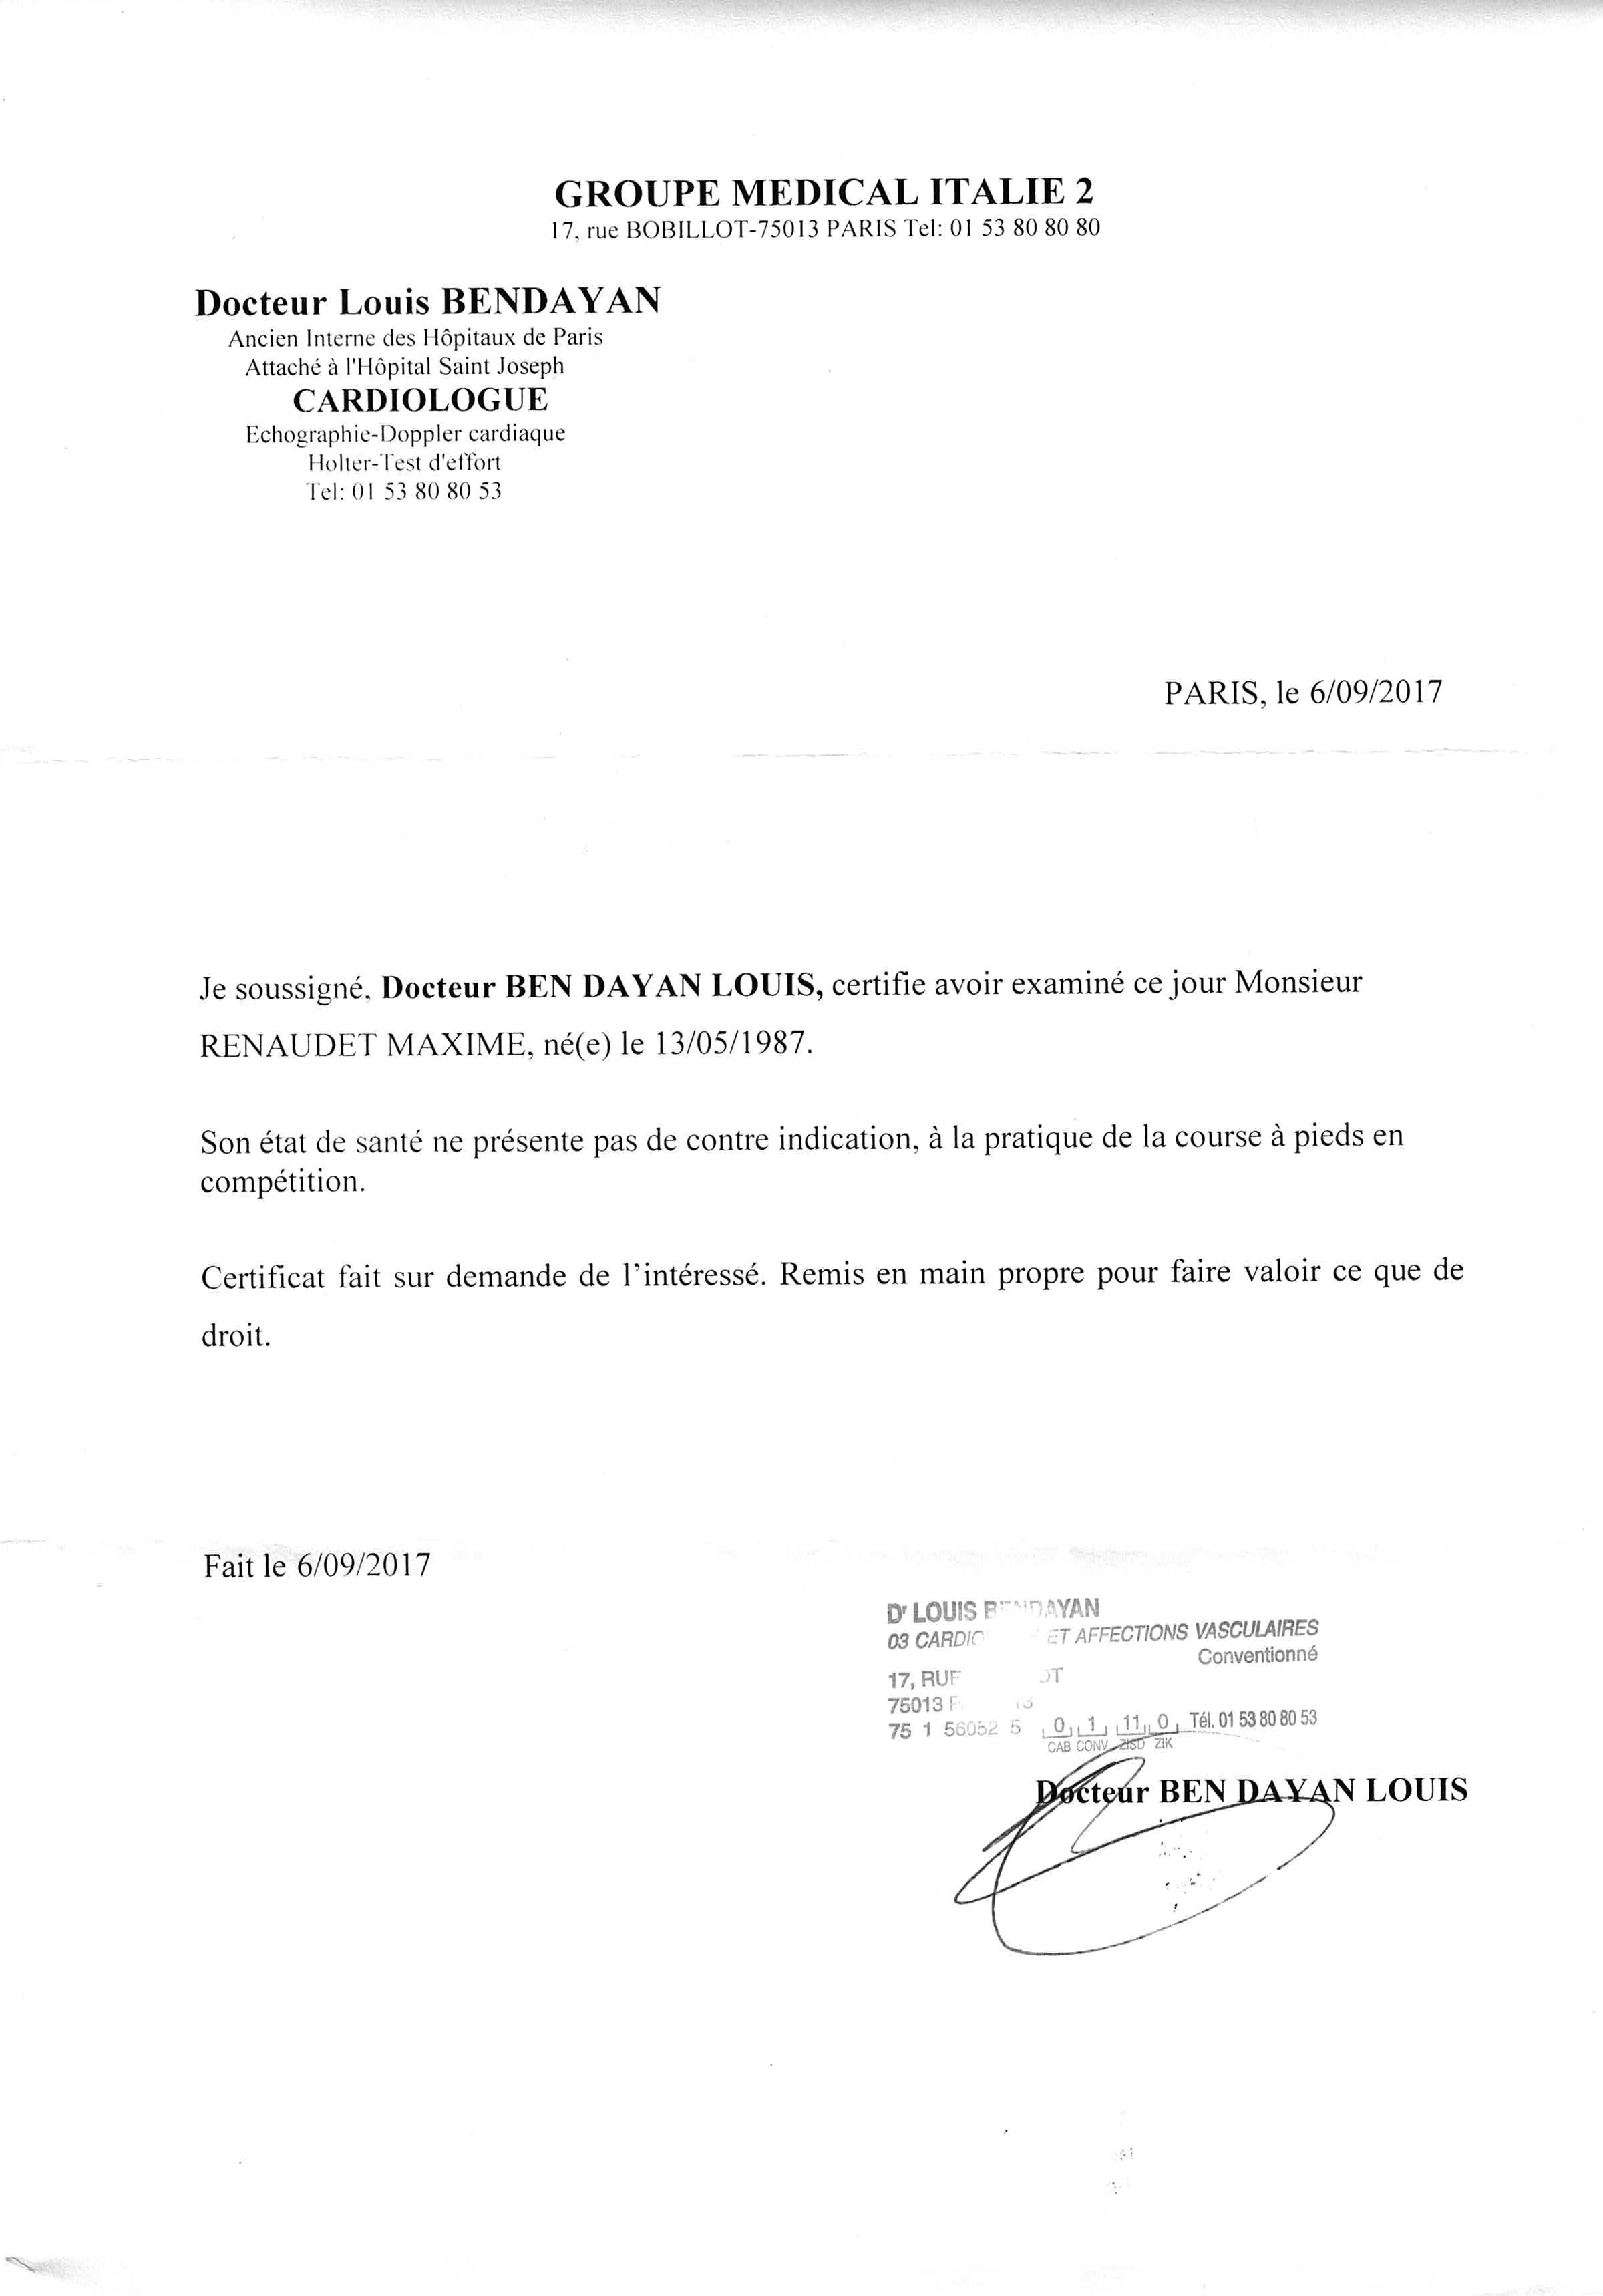 GROUPE MEDICAL ITALIE 2
17, rue BOBILLOT-75013 PARIS Tel: 01 53 80 80 80
Docteur Louis BENDAYAN
Ancien Interne des Hôpitaux de Paris
Attaché à l'Hôpital Saint Joseph
CARDIOLOGUE
Echographie-Doppler cardiaque
Holter-Test d'effort
Tel: 01 53 80 80 53
PARIS, le 6/09/2017
Je soussigné, Docteur BEN DAYAN LOUIS, certifie avoir examiné ce jour Monsieur
RENAUDET MAXIME, né(e) le 13/05/1987.
Son état de santé ne présente pas de contre indication, à la pratique de la course à pieds en
compétition.
Certificat fait sur demande de l'intéressé. Remis en main propre pour faire valoir ce que de
droit.
Fait le 6/09/2017
Dr LOUIS BENDAYAN
03 ET AFFECTIONS VASCULAIRES
Conventionné
17, RUE
75013
75 1 56052 5 0 1 11 0 Tél. 01 53 80 80 53
CAB CONV ZISD ZIK
Docteur BEN DAYAN LOUIS